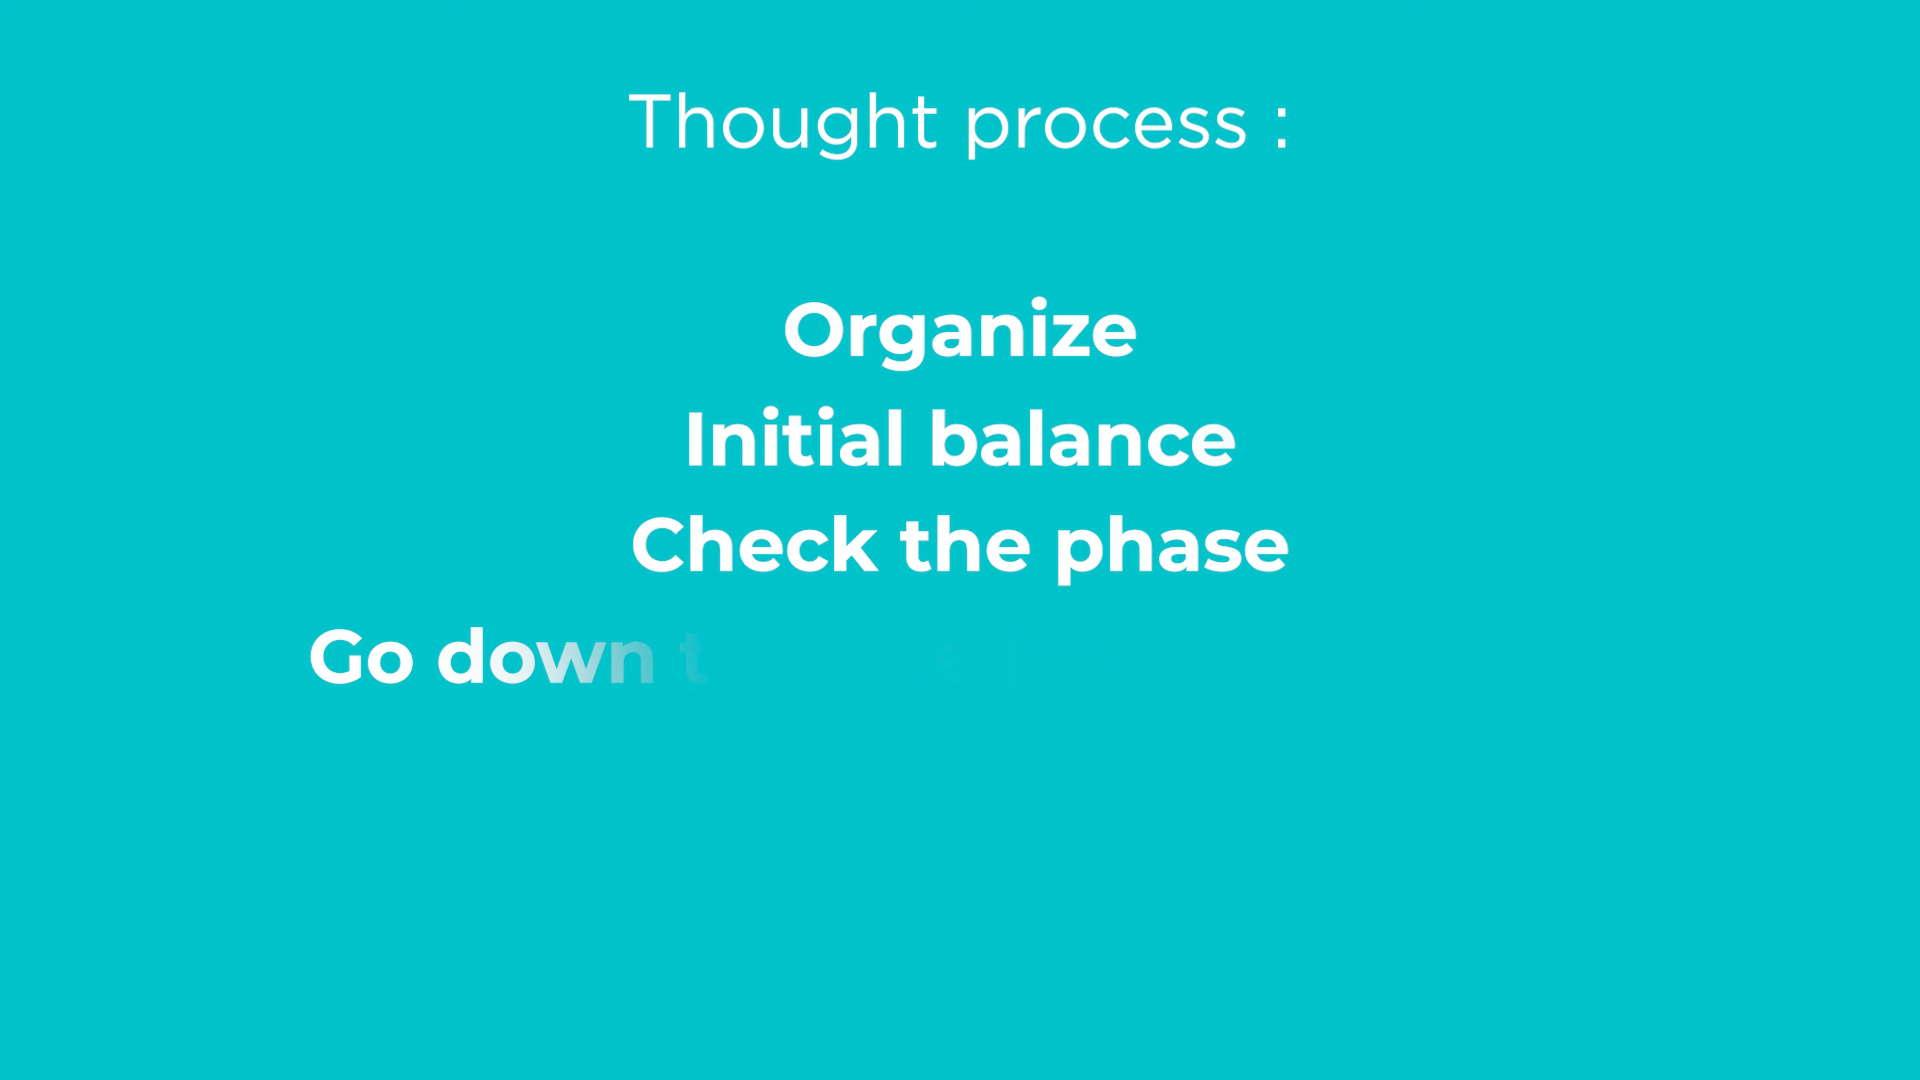 Thought process :
Organize
Initial balance
Check the phase
Go down